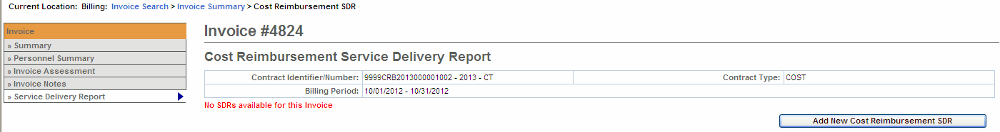 Current Location: Billing: Invoice Search > Invoice Summary > Cost Reimbursement SDR
Invoice
» Summary
» Personnel Summary
» Invoice Assessment
» Invoice Notes
» Service Delivery Report
Invoice #4824
Cost Reimbursement Service Delivery Report
Contract Identifier/Number: 9999CRB2013000001002 - 2013 - CT Contract Type: COST
Billing Period: 10/01/2012 - 10/31/2012
No SDRs available for this Invoice
Add New Cost Reimbursement SDR